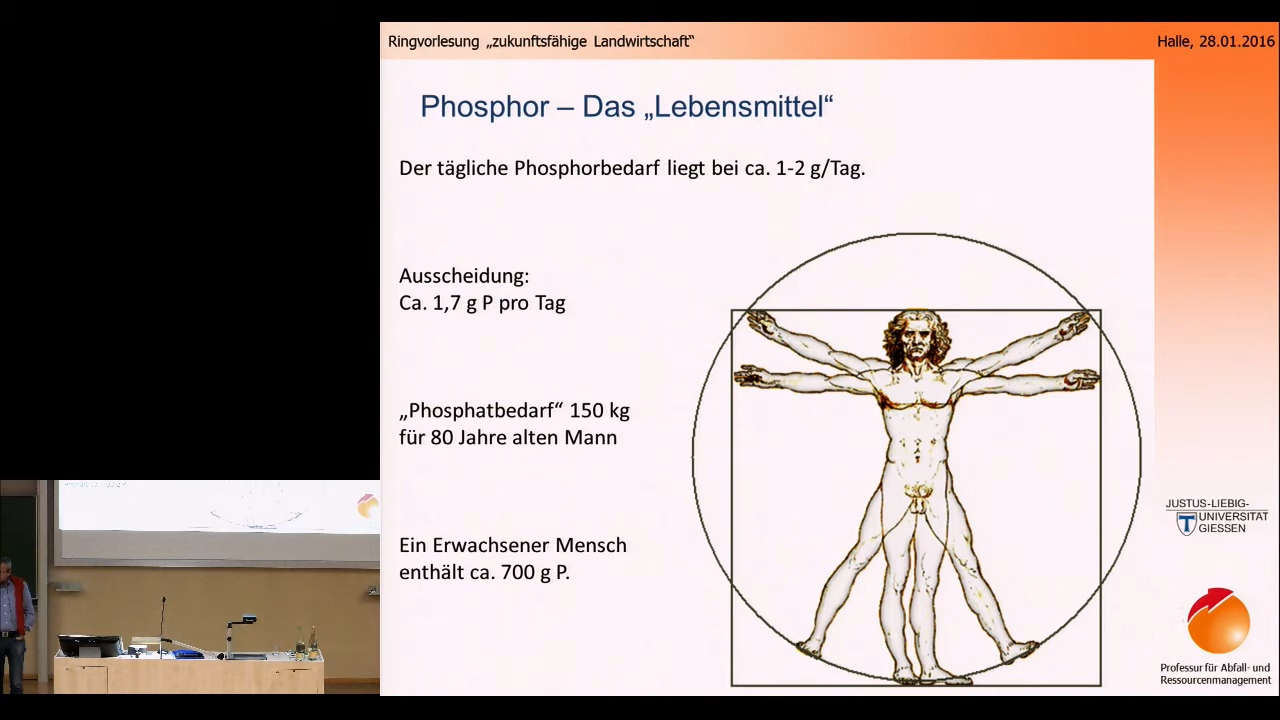 Ringvorlesung „zukunftsfähige Landwirtschaft“
Halle, 28.01.2016
Phosphor – Das „Lebensmittel“
Der tägliche Phosphorbedarf liegt bei ca. 1-2 g/Tag.
Ausscheidung:
Ca. 1,7 g P pro Tag
„Phosphatbedarf“ 150 kg
für 80 Jahre alten Mann
Ein Erwachsener Mensch
enthält ca. 700 g P.
JUSTUS-LIEBIG-
UNIVERSITAT
GIESSEN
Professur für Abfall- und
Ressourcenmanagement